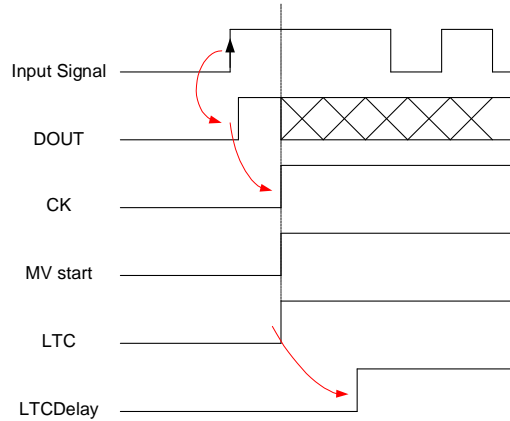 Input Signal
DOUT
CK
MV start
LTC
LTCDelay